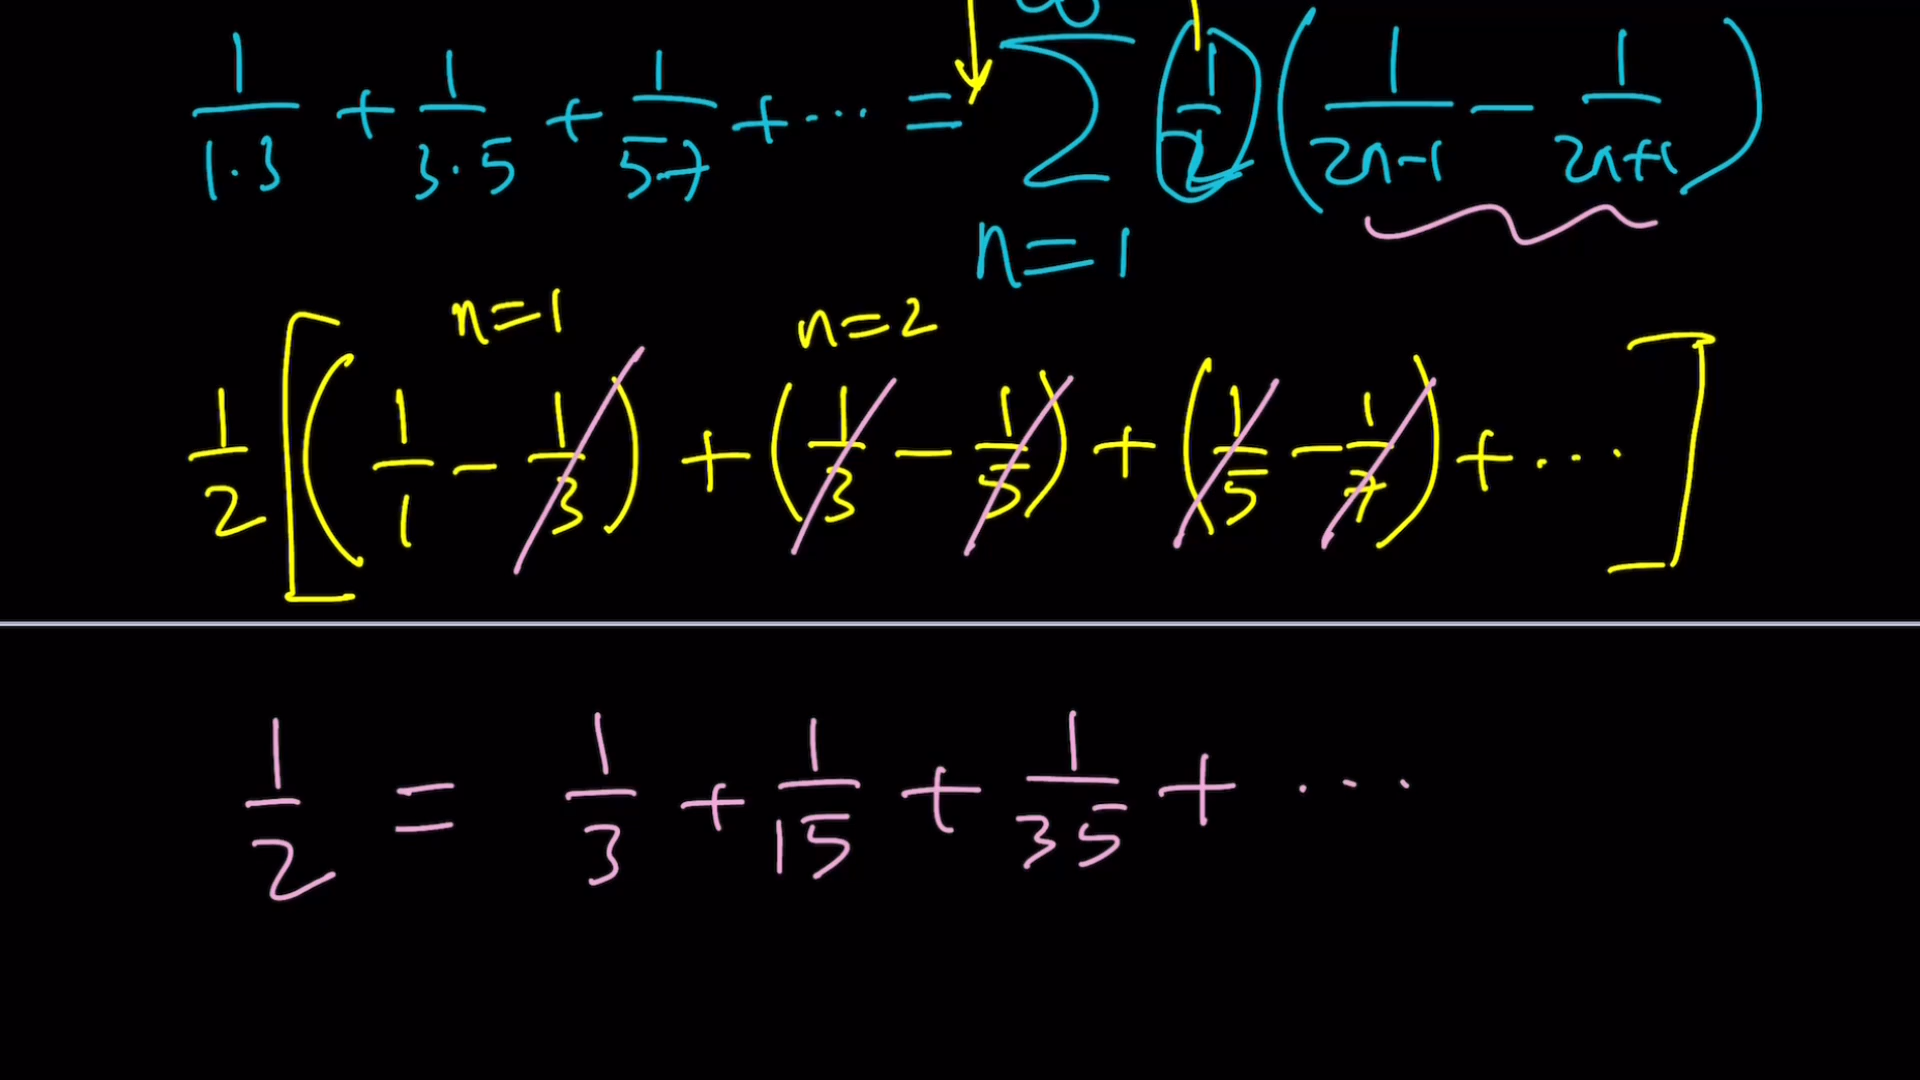 1/(1·3) + 1/(3·5) + 1/(5·7) + ··· = ∑_{n=1}^{∞} (1/2) (1/(2n-1) − 1/(2n+1))
n=1 n=2
1/2 [(1/1 − 1/3) + (1/3 − 1/5) + (1/5 − 1/7) + ···]
1/2 = 1/3 + 1/15 + 1/35 + ···